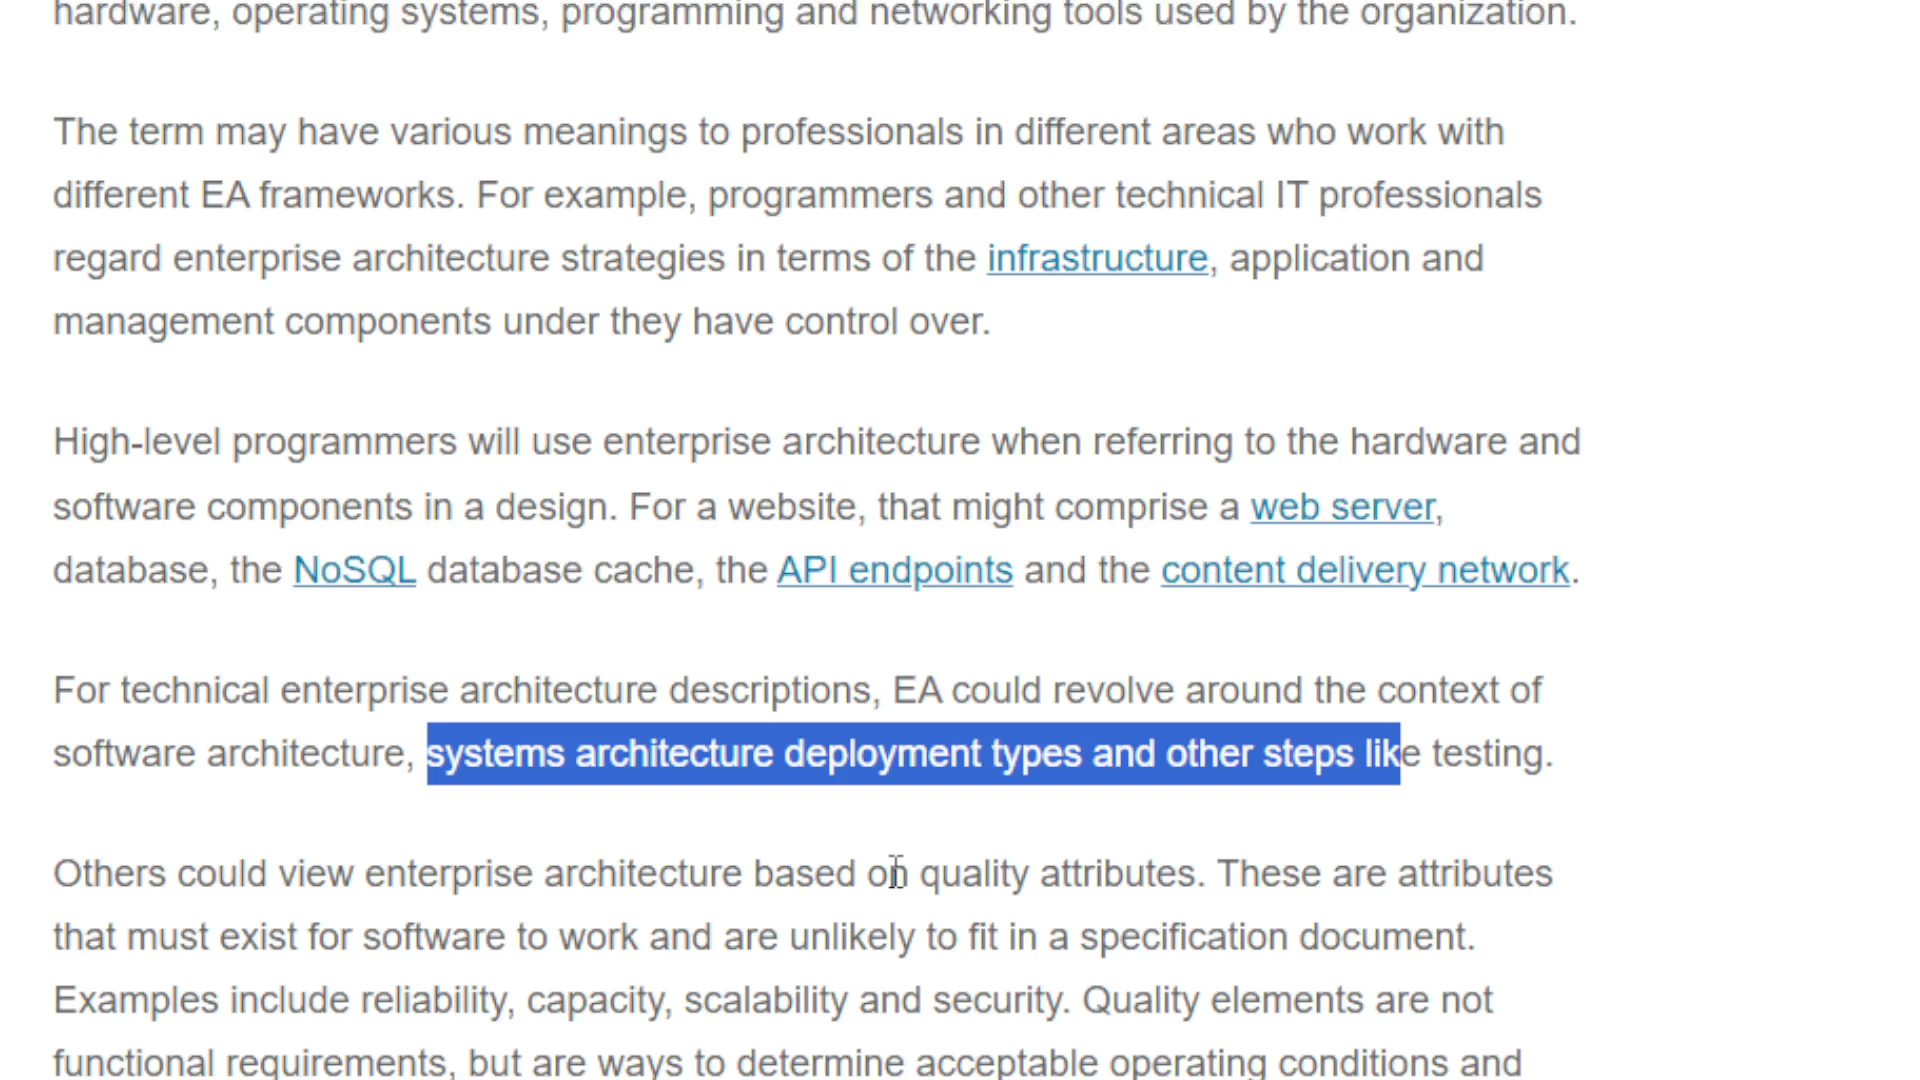 hardware, operating systems, programming and networking tools used by the organization.
The term may have various meanings to professionals in different areas who work with
different EA frameworks. For example, programmers and other technical IT professionals
regard enterprise architecture strategies in terms of the infrastructure, application and
management components under they have control over.
High-level programmers will use enterprise architecture when referring to the hardware and
software components in a design. For a website, that might comprise a web server,
database, the NoSQL database cache, the API endpoints and the content delivery network.
For technical enterprise architecture descriptions, EA could revolve around the context of
software architecture, systems architecture deployment types and other steps like testing.
Others could view enterprise architecture based on quality attributes. These are attributes
that must exist for software to work and are unlikely to fit in a specification document.
Examples include reliability, capacity, scalability and security. Quality elements are not
functional requirements, but are ways to determine acceptable operating conditions and